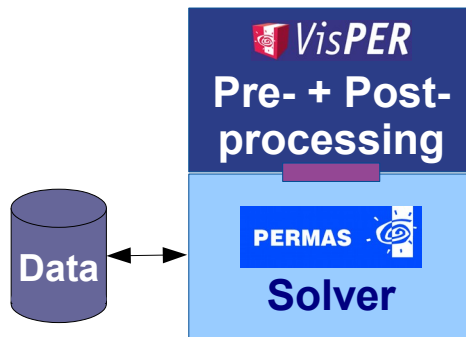 VisPER
Pre- + Post-
processing
PERMAS
Data
Solver